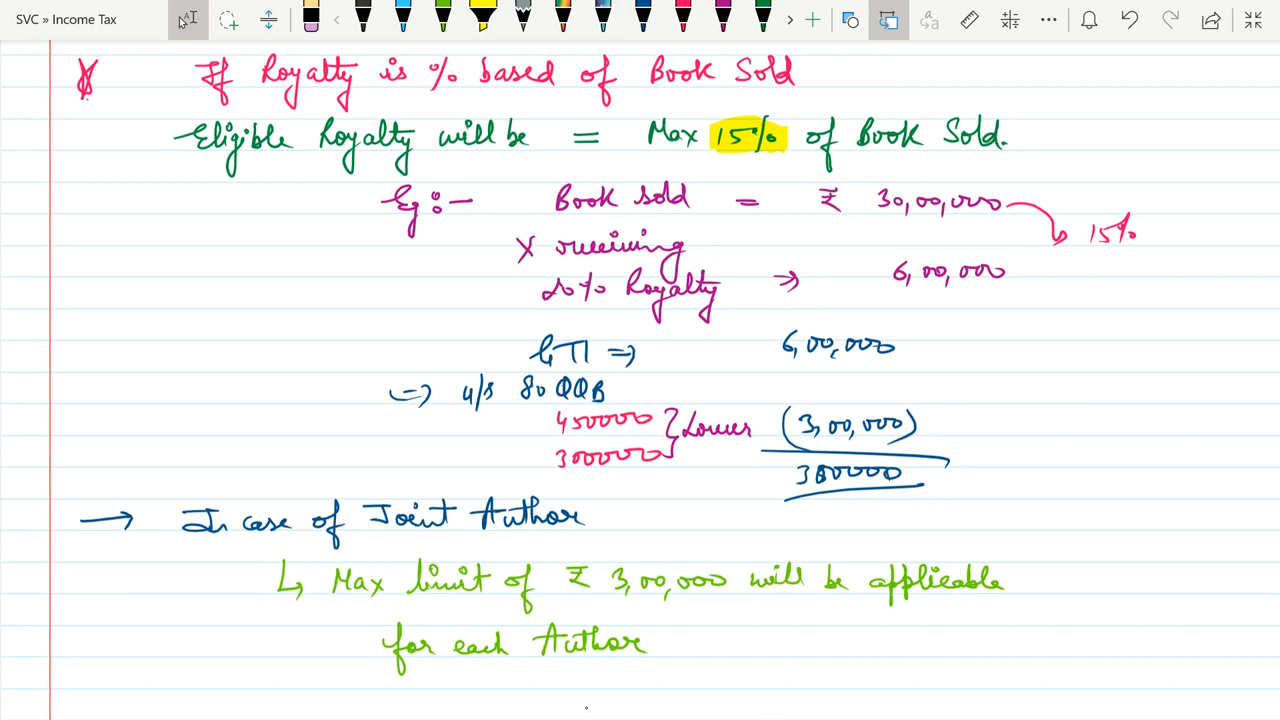 SVC » Income Tax
If Royalty is % based of Book Sold
Eligible Royalty will be = Max 15% of Book Sold.
Eg:- Book sold = ₹ 30,00,000
15%
X receiving
20% Royalty ⇒ 6,00,000
GTI ⇒ 6,00,000
⇒ u/s 80QQB
450000
300000 } Lower (3,00,000)
300000
→ In case of Joint Author
↳ Max limit of ₹ 3,00,000 will be applicable
for each Author